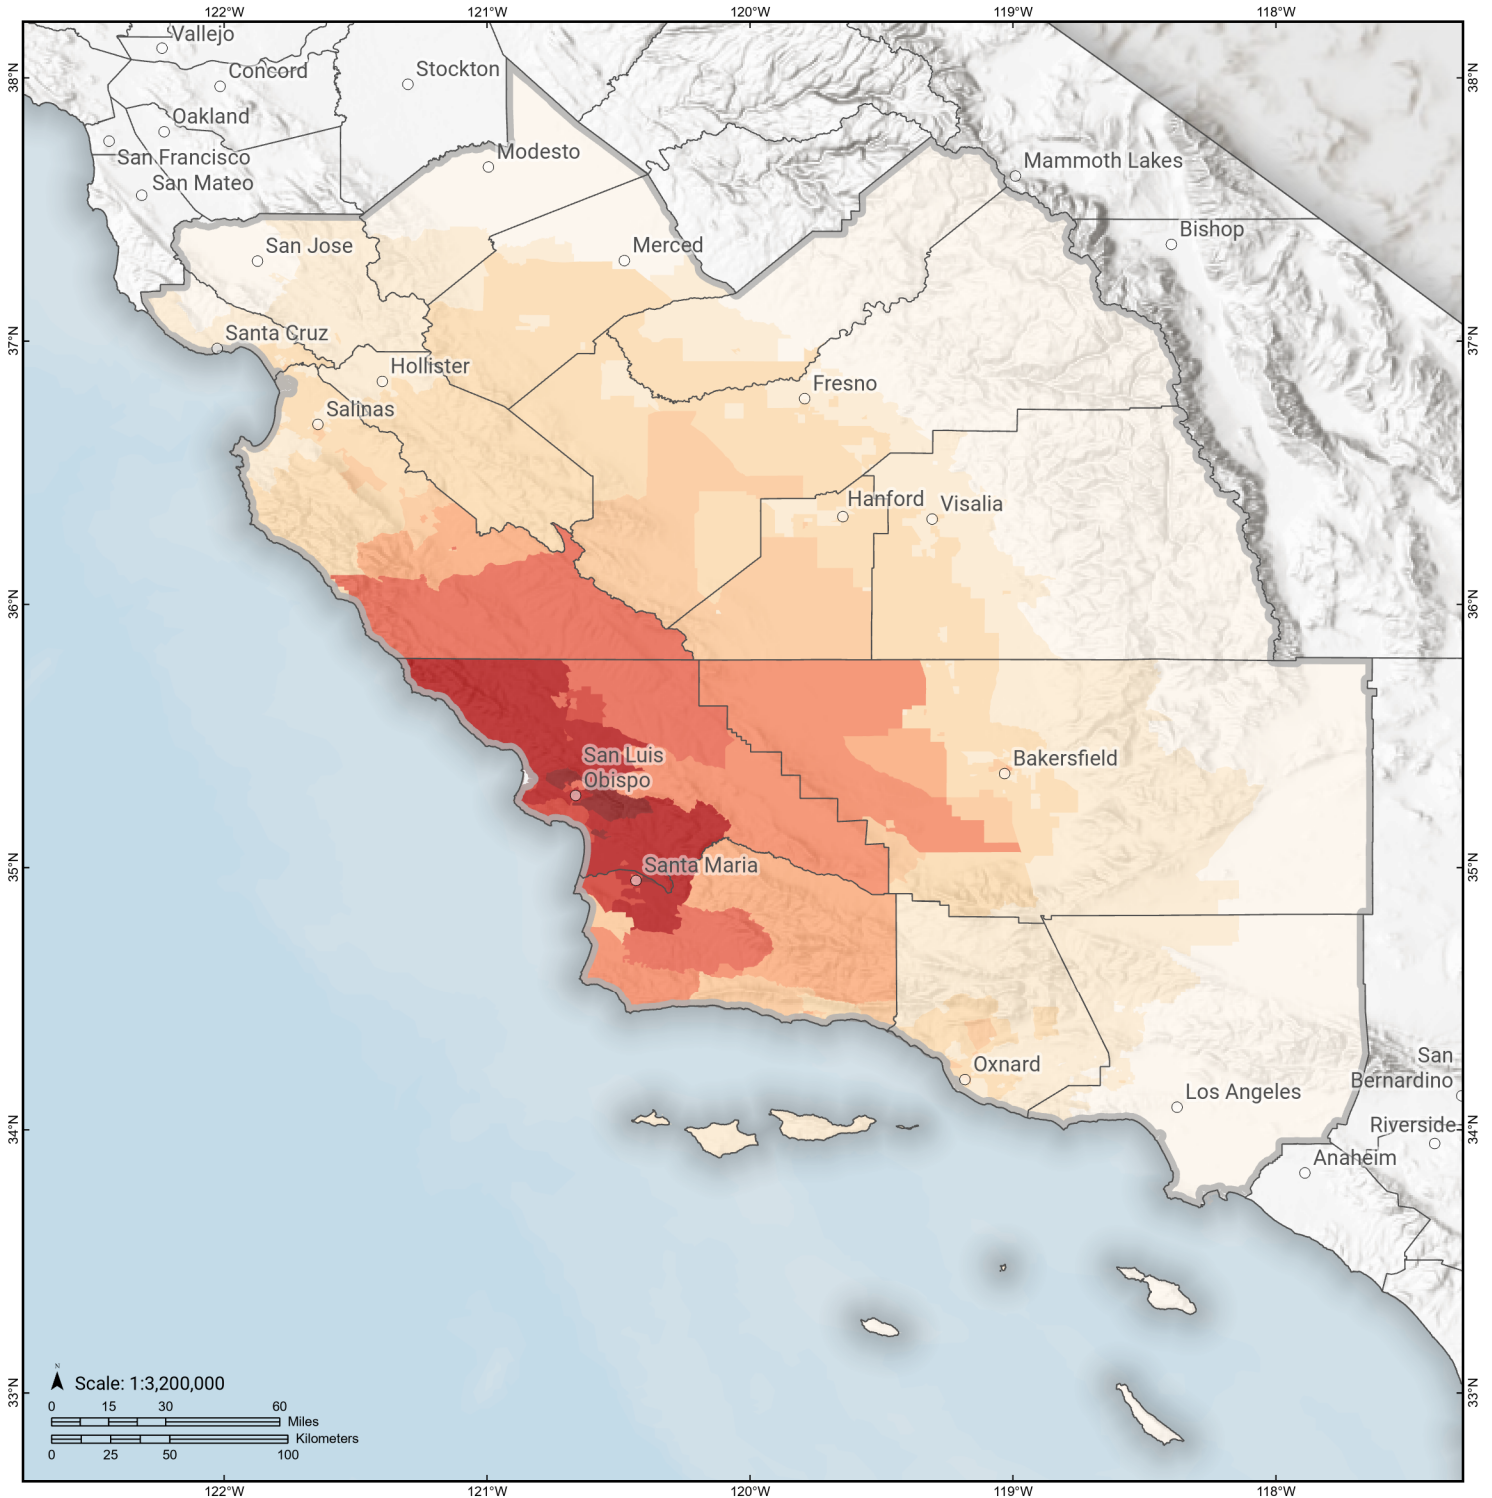 122°W 121°W 120°W 119°W 118°W
Vallejo
Concord
Stockton
38°N
38°N
Oakland
San Francisco
Modesto
San Mateo
Mammoth Lakes
Bishop
San Jose
Merced
37°N
37°N
Santa Cruz
Hollister
Fresno
Salinas
Hanford
Visalia
36°N
36°N
San Luis
Obispo
Bakersfield
35°N
35°N
Santa Maria
Oxnard
San
Bernardino
Los Angeles
34°N
34°N
Riverside
Anaheim
33°N
33°N
N
Scale: 1:3,200,000
0 15 30 60
Miles
Kilometers
0 25 50 100
122°W 121°W 120°W 119°W 118°W